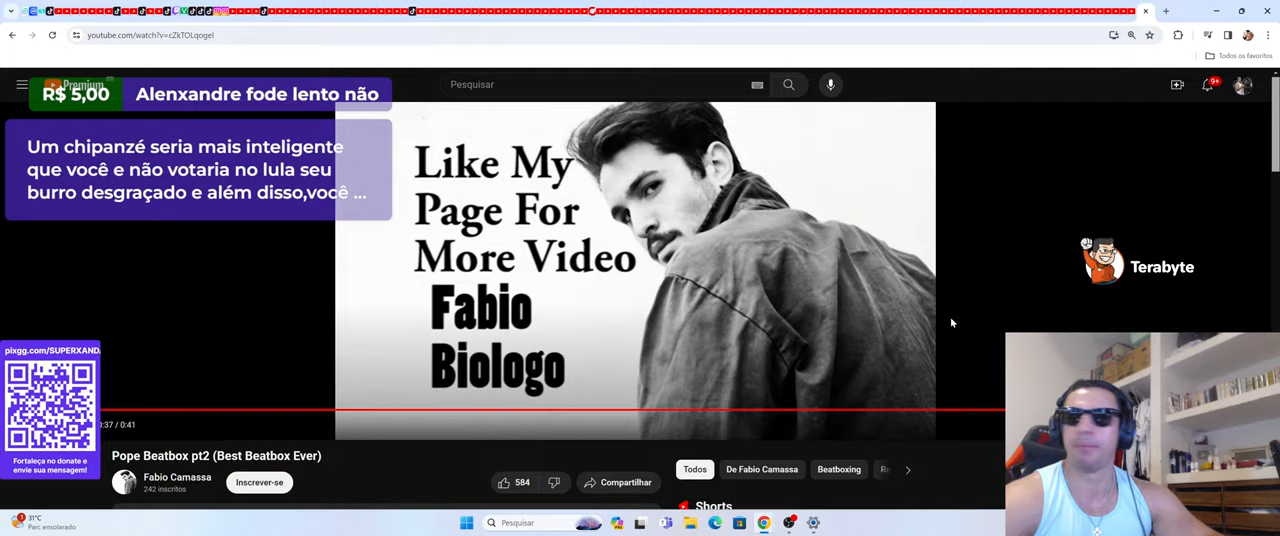 youtube.com/watch?v=cZkTOLqogeI
Todos os favoritos
Premium
Pesquisar
9+
R$ 5,00 Alenxandre fode lento não
Um chipanzé seria mais inteligente
que você e não votaria no lula seu
burro desgraçado e além disso,você ...
Like My
Page For
More Video
Fabio
Biologo
Terabyte
pixgg.com/SUPERXAND
Fortaleça no donate e
envie sua mensagem!
0:37 / 0:41
Pope Beatbox pt2 (Best Beatbox Ever)
Fabio Camassa
242 inscritos
Inscrever-se
584
Compartilhar
Todos
De Fabio Camassa
Beatboxing
Re
Shorts
31°C
Parc ensolarado
Pesquisar